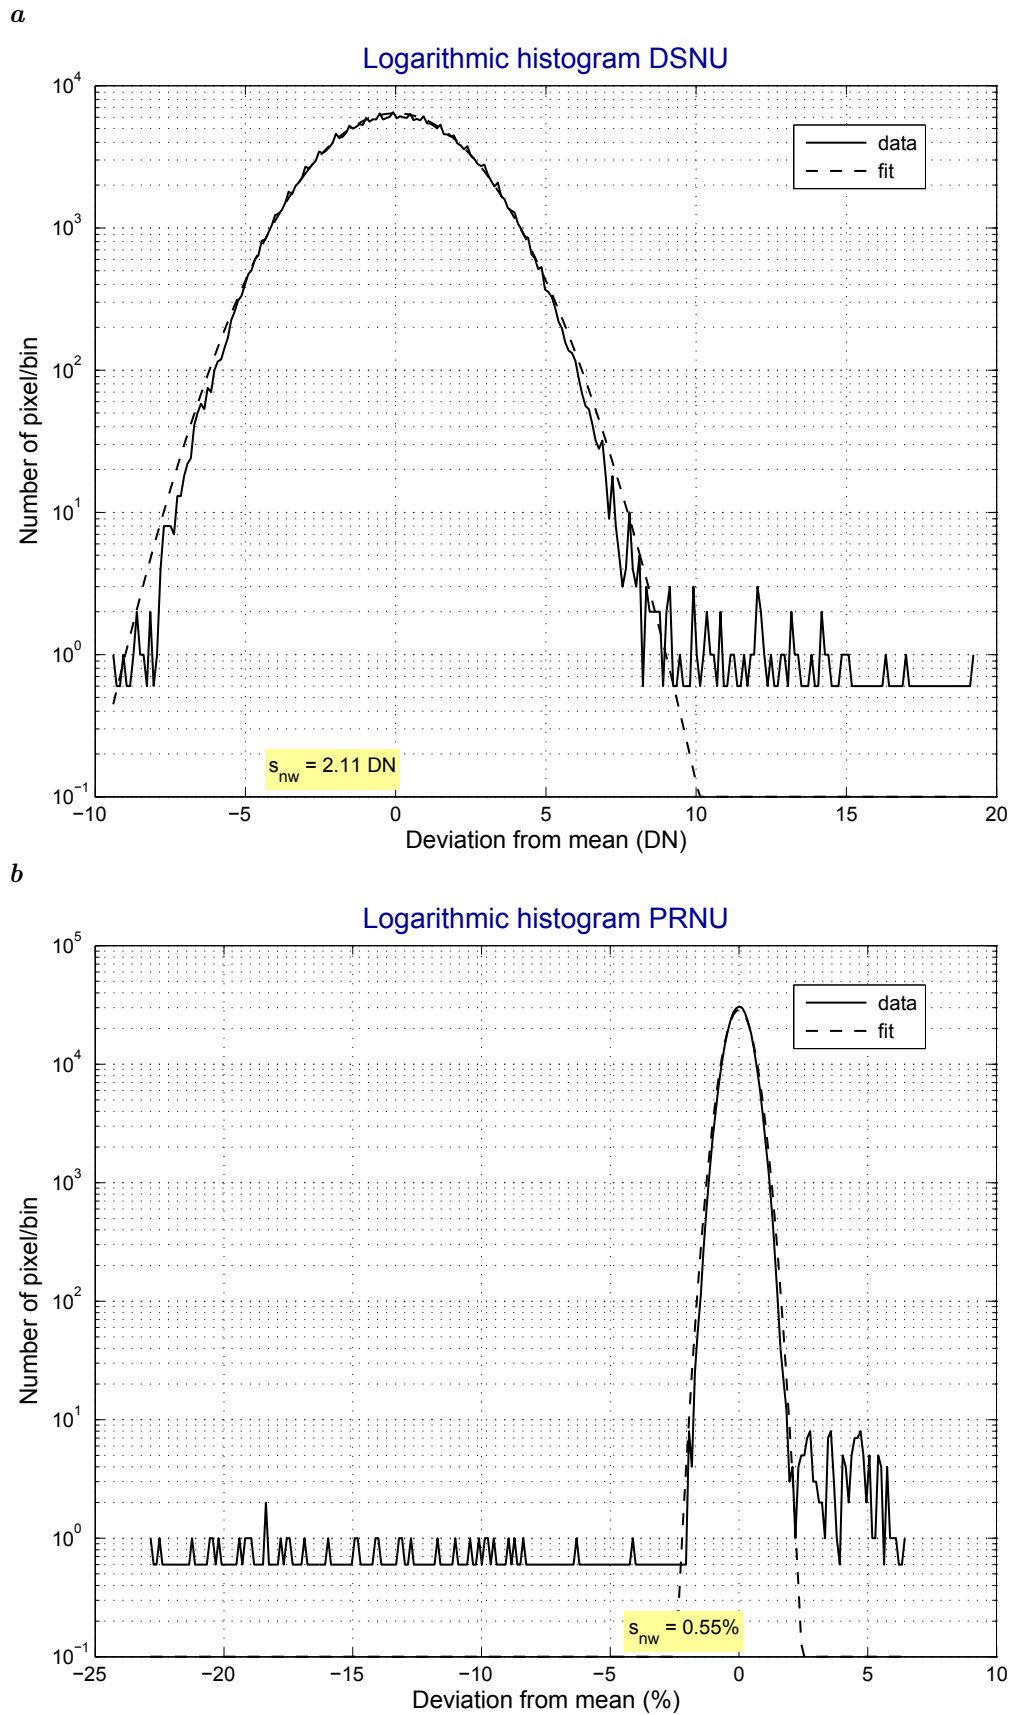 a
Logarithmic histogram DSNU
10^4
10^3
10^2
10^1
10^0
10^−1
Number of pixel/bin
data
fit
s_nw = 2.11 DN
−10 −5 0 5 10 15 20
Deviation from mean (DN)
b
Logarithmic histogram PRNU
10^5
10^4
10^3
10^2
10^1
10^0
10^−1
Number of pixel/bin
data
fit
s_nw = 0.55%
−25 −20 −15 −10 −5 0 5 10
Deviation from mean (%)